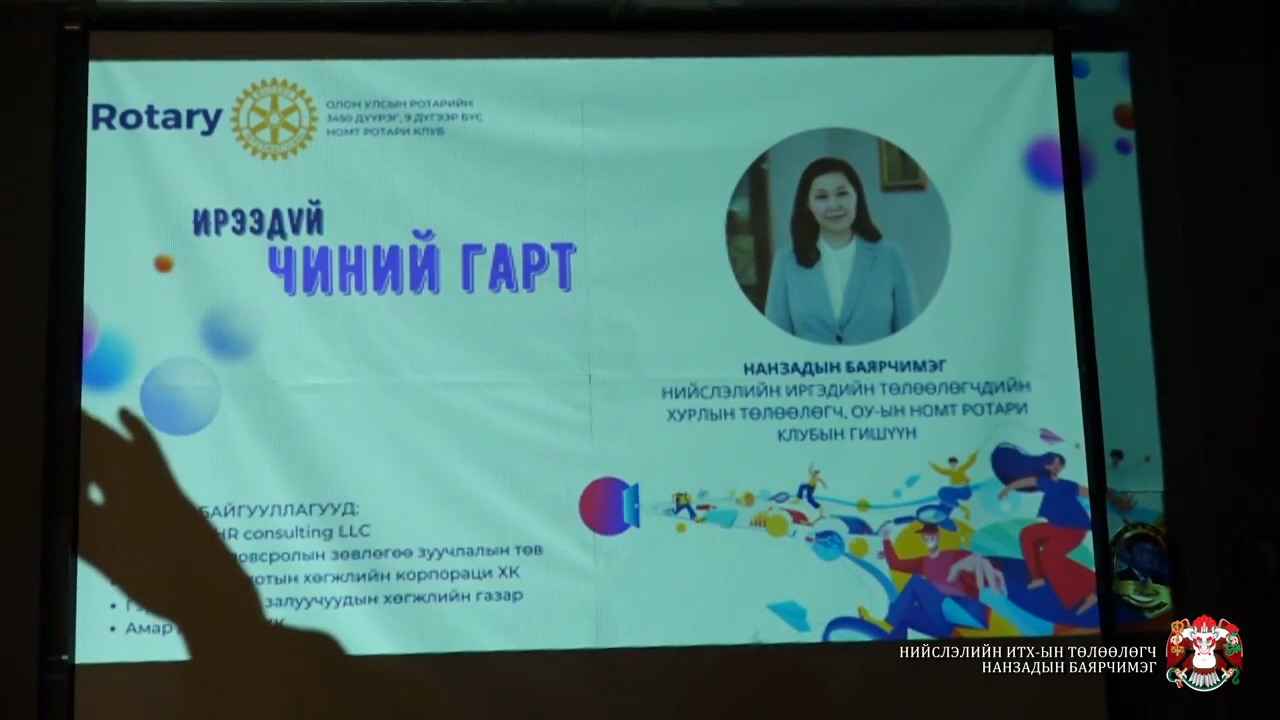 Rotary
ОЛОН УЛСЫН РОТАРИЙН
3450 ДҮҮРЭГ, 9 ДҮГЭЭР БҮС
НОМТ РОТАРИ КЛУБ
ИРЭЭДҮЙ
ЧИНИЙ ГАРТ
НАНЗАДЫН БАЯРЧИМЭГ
НИЙСЛЭЛИЙН ИРГЭДИЙН ТӨЛӨӨЛӨГЧДИЙН
ХУРЛЫН ТӨЛӨӨЛӨГЧ, ОУ-ЫН НОМТ РОТАРИ
КЛУБЫН ГИШҮҮН
БАЙГУУЛЛАГУУД:
HR consulting LLC
зөвлөгөө зуучлалын төв
хөгжлийн корпораци ХК
залуучуудын хөгжлийн газар
НИЙСЛЭЛИЙН ИТХ-ЫН ТӨЛӨӨЛӨГЧ
НАНЗАДЫН БАЯРЧИМЭГ